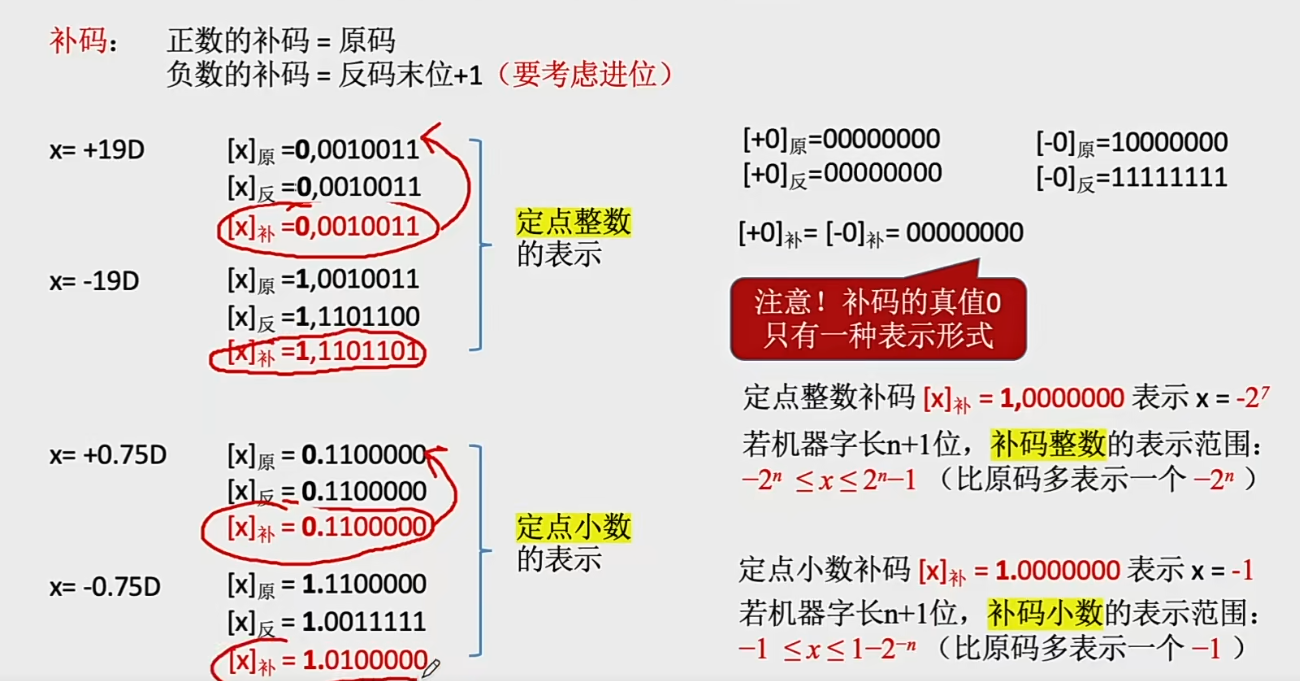 补码： 正数的补码 = 原码
负数的补码 = 反码末位+1（要考虑进位）
x= +19D
[x]原 =0,0010011
[x]反 =0,0010011
[x]补 =0,0010011
x= -19D
[x]原 =1,0010011
[x]反 =1,1101100
[x]补 =1,1101101
定点整数
的表示
x= +0.75D
[x]原 = 0.1100000
[x]反 = 0.1100000
[x]补 = 0.1100000
x= -0.75D
[x]原 = 1.1100000
[x]反 = 1.0011111
[x]补 = 1.0100000
定点小数
的表示
[+0]原=00000000 [-0]原=10000000
[+0]反=00000000 [-0]反=11111111
[+0]补= [-0]补= 00000000
注意！补码的真值0
只有一种表示形式
定点整数补码 [x]补 = 1,0000000 表示 x = -2⁷
若机器字长n+1位，补码整数的表示范围：
−2ⁿ ≤ x ≤ 2ⁿ−1 （比原码多表示一个 −2ⁿ ）
定点小数补码 [x]补 = 1.0000000 表示 x = -1
若机器字长n+1位，补码小数的表示范围：
−1 ≤ x ≤ 1−2⁻ⁿ （比原码多表示一个 −1 ）